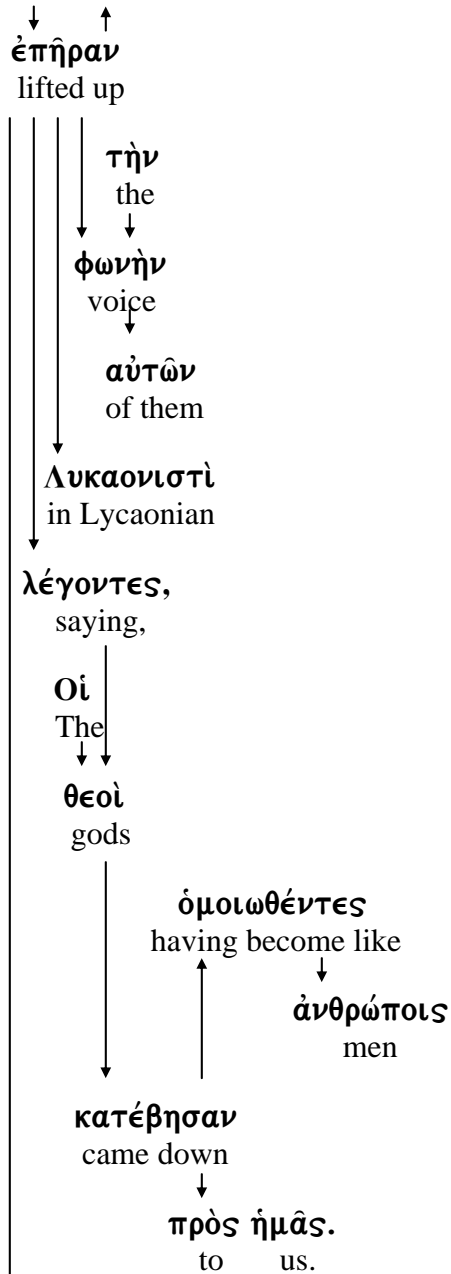 ἐπῆραν
lifted up
τὴν
the
φωνὴν
voice
αὐτῶν
of them
Λυκαονιστὶ
in Lycaonian
λέγοντες,
saying,
Οἱ
The
θεοὶ
gods
ὁμοιωθέντες
having become like
ἀνθρώποις
men
κατέβησαν
came down
πρὸς ἡμᾶς.
to us.